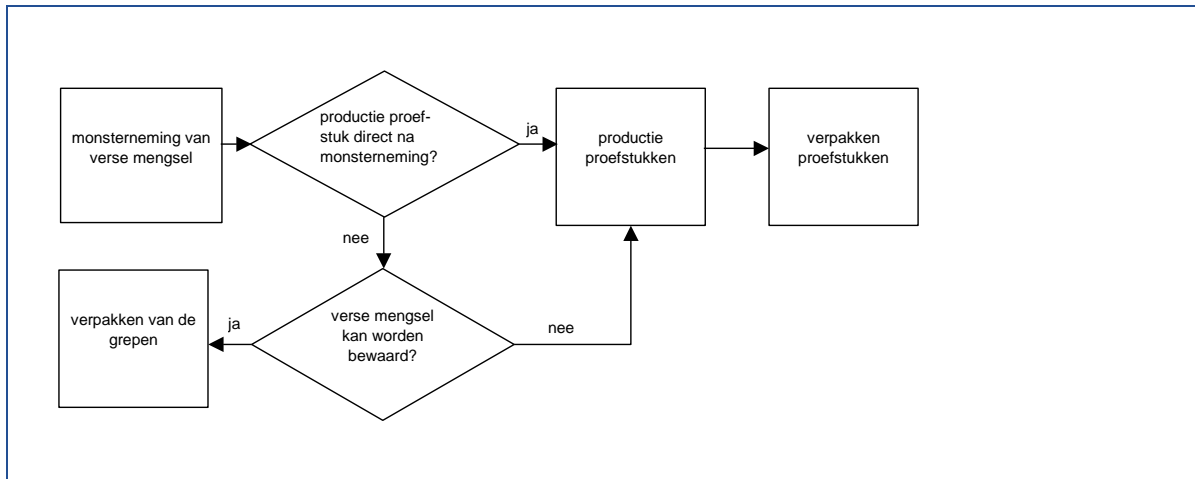 monsterneming van
verse mengsel
productie proef-
stuk direct na
monsterneming?
ja
productie
proefstukken
verpakken
proefstukken
nee
verpakken van de
grepen
ja
verse mengsel
kan worden
bewaard?
nee